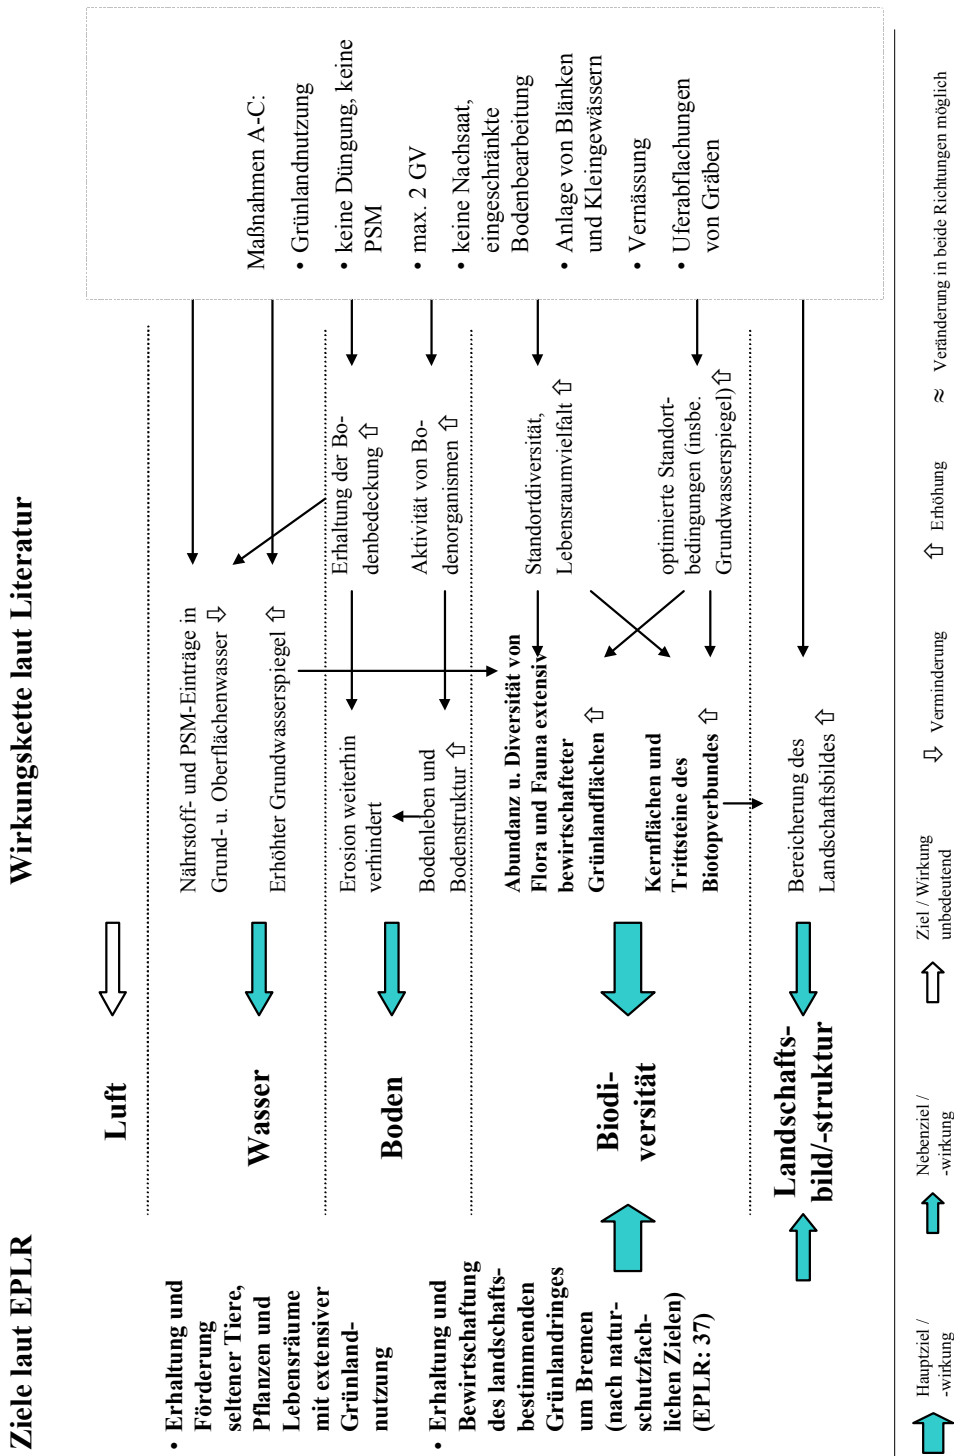 Ziele laut EPLR
Wirkungskette laut Literatur
• Erhaltung und
Förderung
seltener Tiere,
Pflanzen und
Lebensräume
mit extensiver
Grünland-
nutzung
• Erhaltung und
Bewirtschaftung
des landschafts-
bestimmenden
Grünlandringes
um Bremen
(nach natur-
schutzfach-
lichen Zielen)
(EPLR: 37)
Luft
Wasser
Boden
Biodi-
versität
Landschafts-
bild/-struktur
Nährstoff- und PSM-Einträge in
Grund- u. Oberflächenwasser ⇩
Erhöhter Grundwasserspiegel ⇧
Erosion weiterhin
verhindert
Bodenleben und
Bodenstruktur ⇧
Abundanz u. Diversität von
Flora und Fauna extensiv
bewirtschafteter
Grünlandflächen ⇧
Kernflächen und
Trittsteine des
Biotopverbundes ⇧
Bereicherung des
Landschaftsbildes ⇧
Erhaltung der Bo-
denbedeckung ⇧
Aktivität von Bo-
denorganismen ⇧
Standortdiversität,
Lebensraumvielfalt ⇧
optimierte Standort-
bedingungen (insbe.
Grundwasserspiegel) ⇧
Maßnahmen A-C:
• Grünlandnutzung
• keine Düngung, keine
PSM
• max. 2 GV
• keine Nachsaat,
eingeschränkte
Bodenbearbeitung
• Anlage von Blänken
und Kleingewässern
• Vernässung
• Uferabflachungen
von Gräben
Hauptziel /
-wirkung
Nebenziel /
-wirkung
Ziel / Wirkung
unbedeutend
⇩ Verminderung
⇧ Erhöhung
≈ Veränderung in beide Richtungen möglich